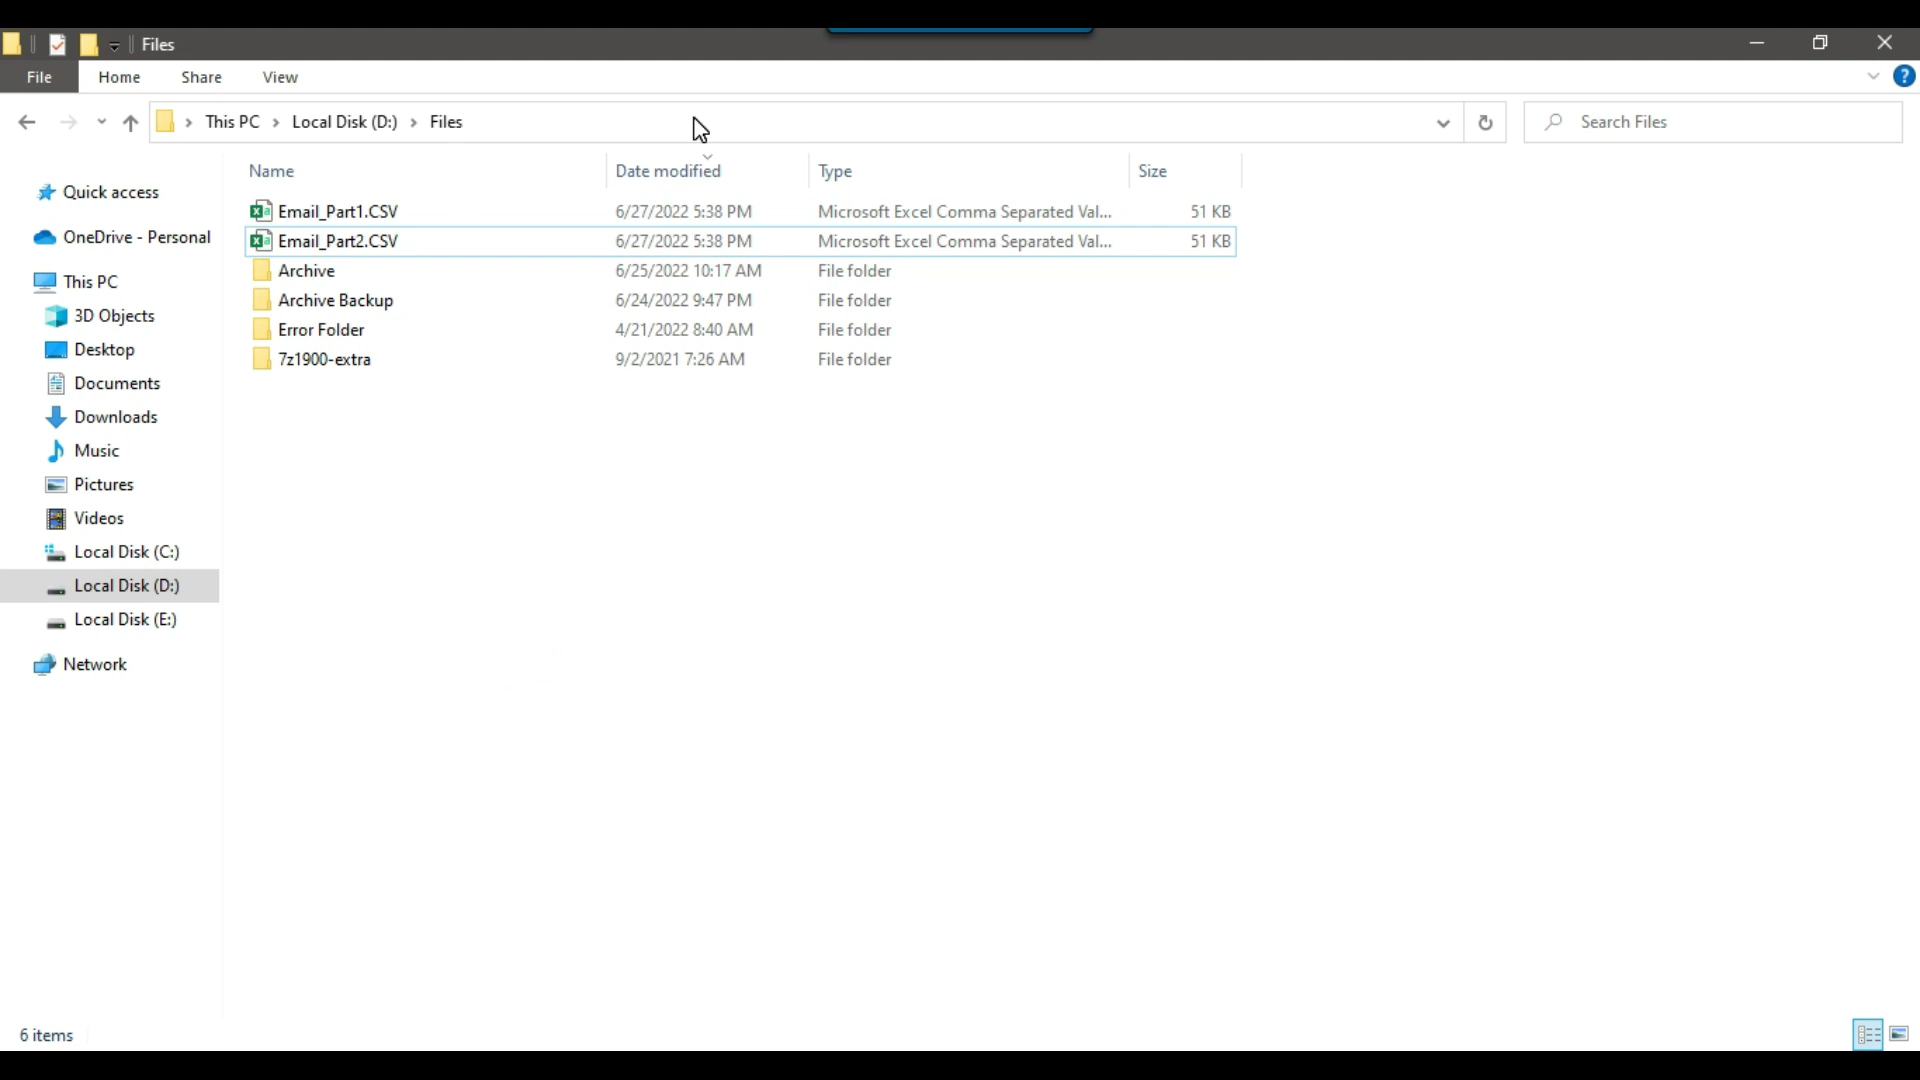 Files
File Home Share View
This PC > Local Disk (D:) > Files
Search Files
Name Date modified Type Size
Email_Part1.CSV 6/27/2022 5:38 PM Microsoft Excel Comma Separated Val... 51 KB
Email_Part2.CSV 6/27/2022 5:38 PM Microsoft Excel Comma Separated Val... 51 KB
Archive 6/25/2022 10:17 AM File folder
Archive Backup 6/24/2022 9:47 PM File folder
Error Folder 4/21/2022 8:40 AM File folder
7z1900-extra 9/2/2021 7:26 AM File folder
Quick access
OneDrive - Personal
This PC
3D Objects
Desktop
Documents
Downloads
Music
Pictures
Videos
Local Disk (C:)
Local Disk (D:)
Local Disk (E:)
Network
6 items